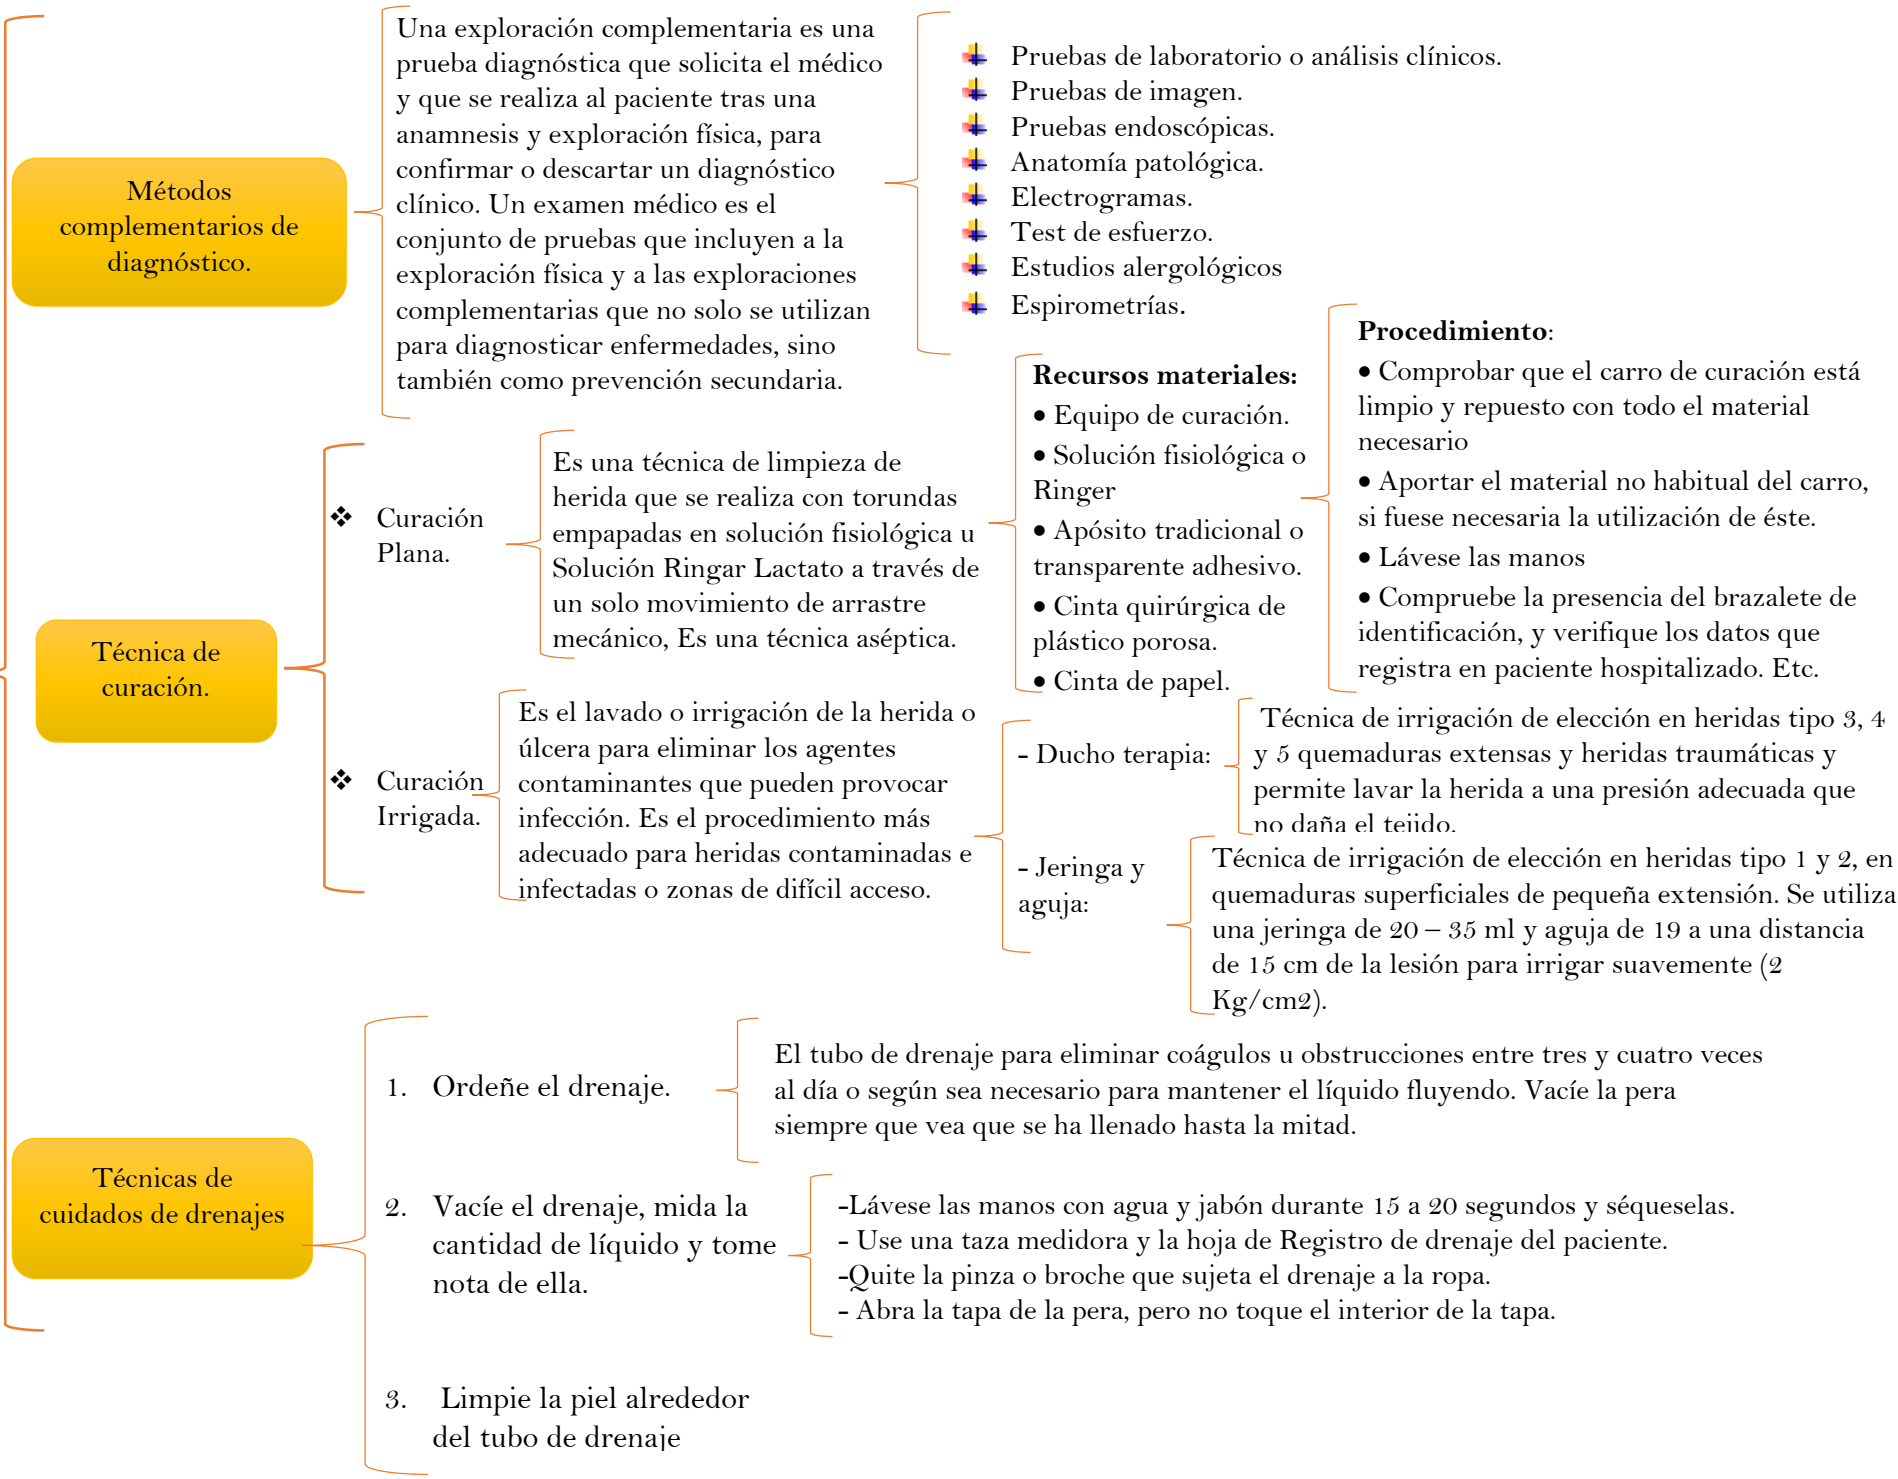 Métodos
complementarios de
diagnóstico.
Una exploración complementaria es una
prueba diagnóstica que solicita el médico
y que se realiza al paciente tras una
anamnesis y exploración física, para
confirmar o descartar un diagnóstico
clínico. Un examen médico es el
conjunto de pruebas que incluyen a la
exploración física y a las exploraciones
complementarias que no solo se utilizan
para diagnosticar enfermedades, sino
también como prevención secundaria.
Pruebas de laboratorio o análisis clínicos.
Pruebas de imagen.
Pruebas endoscópicas.
Anatomía patológica.
Electrogramas.
Test de esfuerzo.
Estudios alergológicos
Espirometrías.
Técnica de
curación.
❖ Curación
Plana.
Es una técnica de limpieza de
herida que se realiza con torundas
empapadas en solución fisiológica u
Solución Ringar Lactato a través de
un solo movimiento de arrastre
mecánico, Es una técnica aséptica.
Recursos materiales:
• Equipo de curación.
• Solución fisiológica o
Ringer
• Apósito tradicional o
transparente adhesivo.
• Cinta quirúrgica de
plástico porosa.
• Cinta de papel.
Procedimiento:
• Comprobar que el carro de curación está
limpio y repuesto con todo el material
necesario
• Aportar el material no habitual del carro,
si fuese necesaria la utilización de éste.
• Lávese las manos
• Compruebe la presencia del brazalete de
identificación, y verifique los datos que
registra en paciente hospitalizado. Etc.
❖ Curación
Irrigada.
Es el lavado o irrigación de la herida o
úlcera para eliminar los agentes
contaminantes que pueden provocar
infección. Es el procedimiento más
adecuado para heridas contaminadas e
infectadas o zonas de difícil acceso.
- Ducho terapia:
Técnica de irrigación de elección en heridas tipo 3, 4
y 5 quemaduras extensas y heridas traumáticas y
permite lavar la herida a una presión adecuada que
no daña el tejido.
- Jeringa y
aguja:
Técnica de irrigación de elección en heridas tipo 1 y 2, en
quemaduras superficiales de pequeña extensión. Se utiliza
una jeringa de 20 – 35 ml y aguja de 19 a una distancia
de 15 cm de la lesión para irrigar suavemente (2
Kg/cm2).
Técnicas de
cuidados de drenajes
1. Ordeñe el drenaje.
El tubo de drenaje para eliminar coágulos u obstrucciones entre tres y cuatro veces
al día o según sea necesario para mantener el líquido fluyendo. Vacíe la pera
siempre que vea que se ha llenado hasta la mitad.
2. Vacíe el drenaje, mida la
cantidad de líquido y tome
nota de ella.
-Lávese las manos con agua y jabón durante 15 a 20 segundos y séqueselas.
- Use una taza medidora y la hoja de Registro de drenaje del paciente.
-Quite la pinza o broche que sujeta el drenaje a la ropa.
- Abra la tapa de la pera, pero no toque el interior de la tapa.
3. Limpie la piel alrededor
del tubo de drenaje